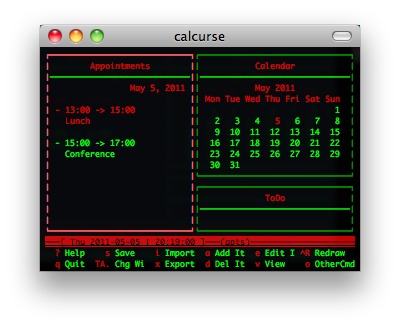 calcurse
Appointments
May 5, 2011
- 13:00 -> 15:00
Lunch
- 15:00 -> 17:00
Conference
Calendar
May 2011
Mon Tue Wed Thu Fri Sat Sun
1
2 3 4 5 6 7 8
9 10 11 12 13 14 15
16 17 18 19 20 21 22
23 24 25 26 27 28 29
30 31
ToDo
[ Thu 2011-05-05 | 20:19:00 ]---(apts)
? Help s Save i Import a Add It e Edit I ^R Redraw
q Quit TA. Chg Wi x Export d Del It v View o OtherCmd